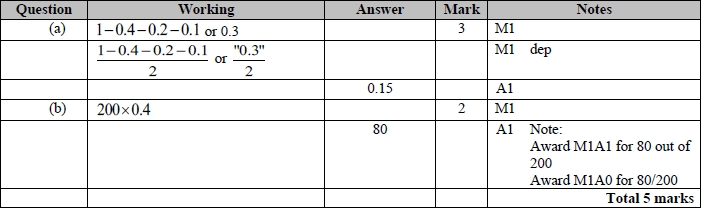 Question Working Answer Mark Notes
(a) 1−0.4−0.2−0.1 or 0.3 3 M1
1−0.4−0.2−0.1 / 2 or "0.3" / 2 M1 dep
0.15 A1
(b) 200×0.4 2 M1
80 A1 Note:
Award M1A1 for 80 out of
200
Award M1A0 for 80/200
Total 5 marks